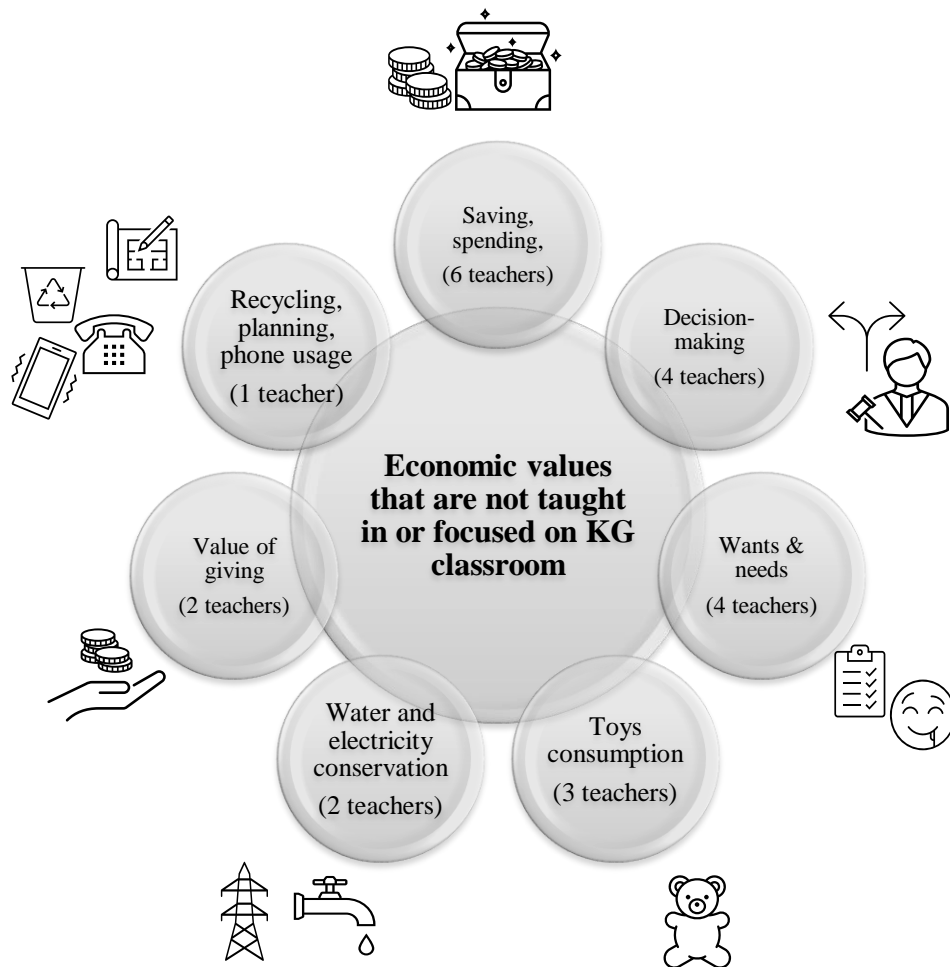 Saving,
spending,
(6 teachers)
Decision-
making
(4 teachers)
Wants &
needs
(4 teachers)
Toys
consumption
(3 teachers)
Water and
electricity
conservation
(2 teachers)
Value of
giving
(2 teachers)
Recycling,
planning,
phone usage
(1 teacher)
Economic values
that are not taught
in or focused on KG
classroom